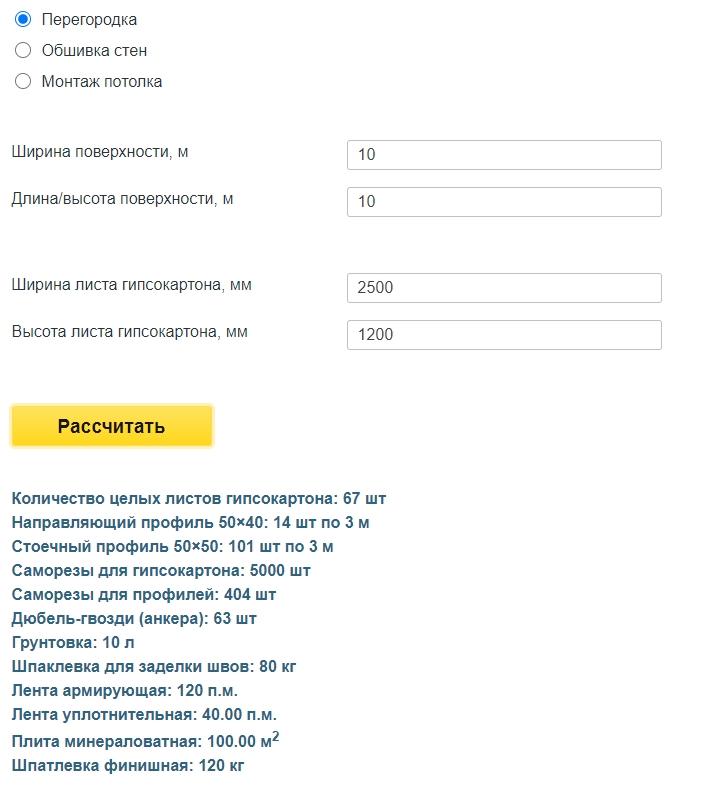 Перегородка
Обшивка стен
Монтаж потолка
Ширина поверхности, м
10
Длина/высота поверхности, м
10
Ширина листа гипсокартона, мм
2500
Высота листа гипсокартона, мм
1200
Рассчитать
Количество целых листов гипсокартона: 67 шт
Направляющий профиль 50×40: 14 шт по 3 м
Стоечный профиль 50×50: 101 шт по 3 м
Саморезы для гипсокартона: 5000 шт
Саморезы для профилей: 404 шт
Дюбель-гвозди (анкера): 63 шт
Грунтовка: 10 л
Шпаклевка для заделки швов: 80 кг
Лента армирующая: 120 п.м.
Лента уплотнительная: 40.00 п.м.
Плита минераловатная: 100.00 м²
Шпатлевка финишная: 120 кг